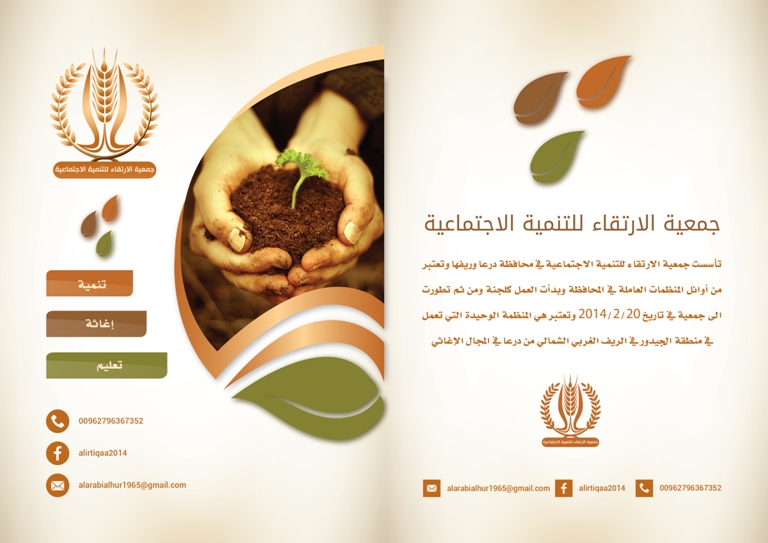 جمعية الارتقاء للتنمية الاجتماعية
تنمية
إغاثة
تعليم
00962796367352
alirtiqaa2014
alarabialhur1965@gmail.com
جمعية الارتقاء للتنمية الاجتماعية
تأسست جمعية الارتقاء للتنمية الاجتماعية في محافظة درعا وريفها وتعتبر
من أوائل المنظمات العاملة في المحافظة وبدأت العمل كلجنة ومن ثم تطورت
الى جمعية في تاريخ 20 / 2 / 2014 وتعتبر هي المنظمة الوحيدة التي تعمل
في منطقة الجيدور في الريف الغربي الشمالي من درعا في المجال الإغاثي
جمعية الارتقاء للتنمية الاجتماعية
alarabialhur1965@gmail.com alirtiqaa2014 00962796367352